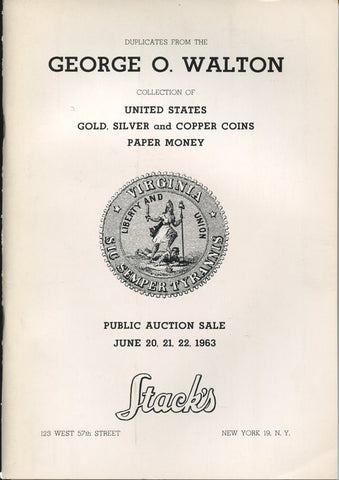 DUPLICATES FROM THE
GEORGE O. WALTON
COLLECTION OF
UNITED STATES
GOLD, SILVER and COPPER COINS
PAPER MONEY
VIRGINIA
LIBERTY AND UNION
SIC SEMPER TYRANNIS
PUBLIC AUCTION SALE
JUNE 20, 21, 22, 1963
Stack's
123 WEST 57th STREET NEW YORK 19, N. Y.